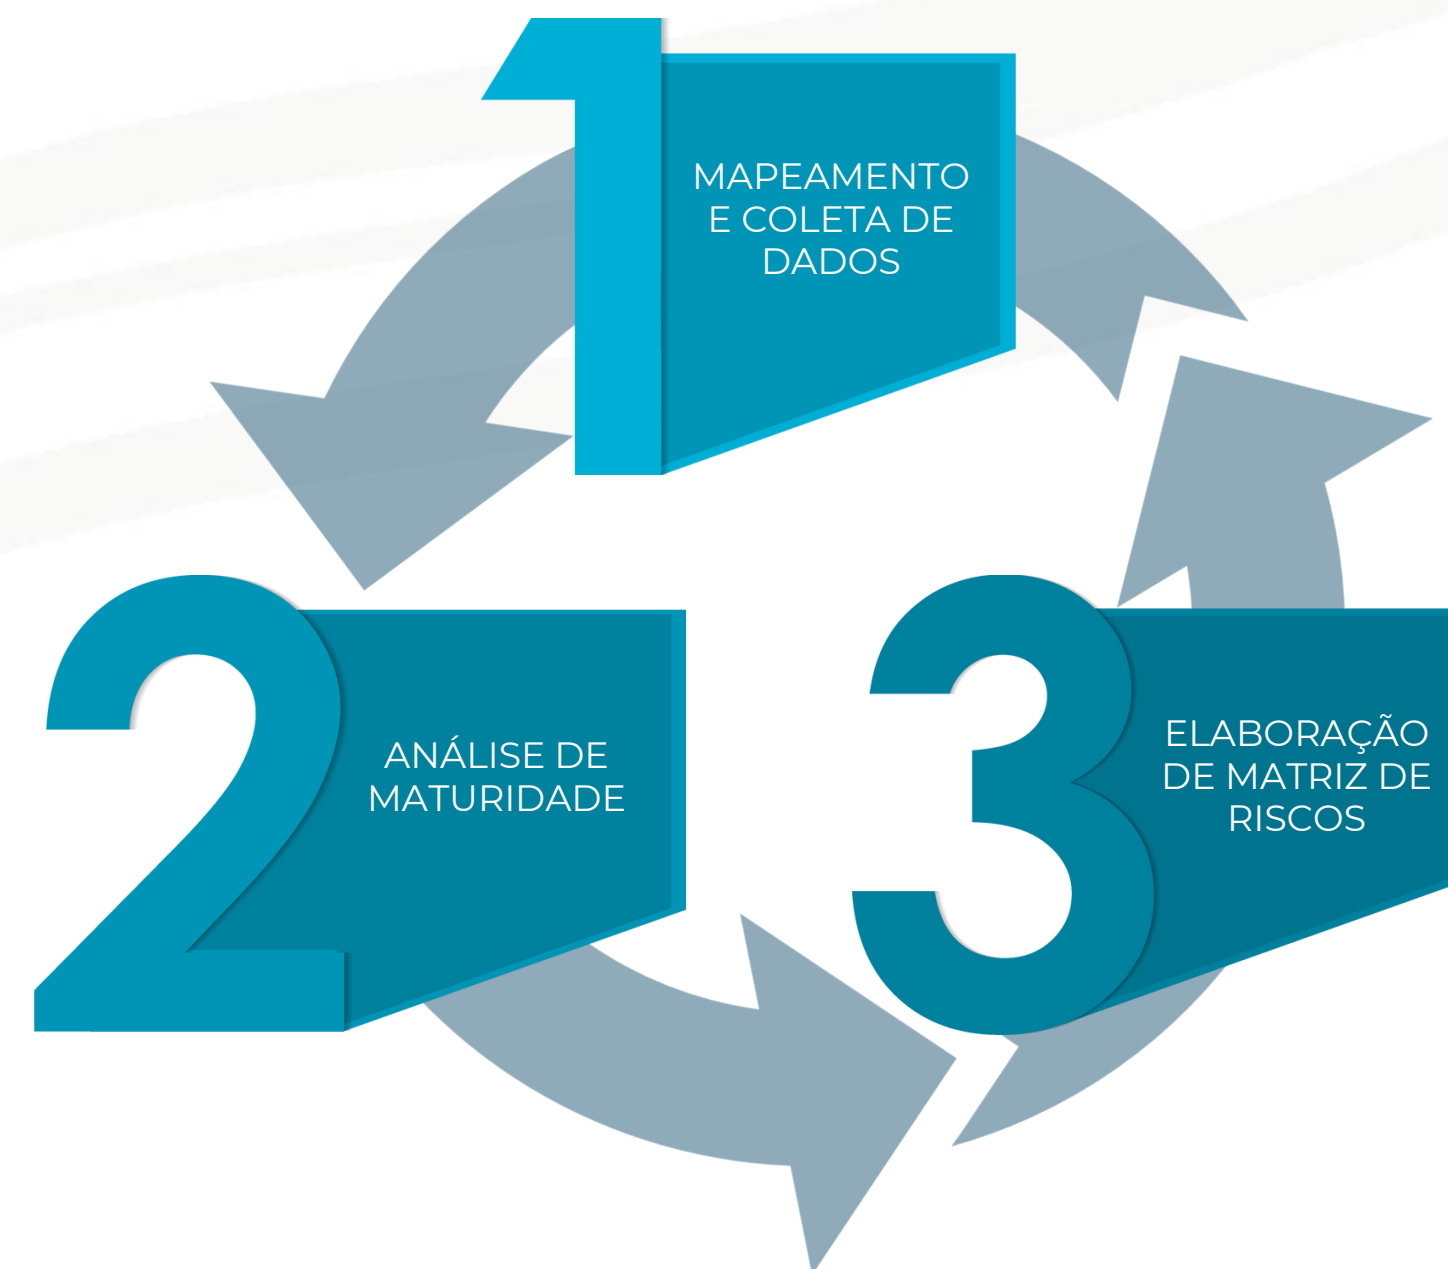 1
MAPEAMENTO
E COLETA DE
DADOS
2
ANÁLISE DE
MATURIDADE
3
ELABORAÇÃO
DE MATRIZ DE
RISCOS